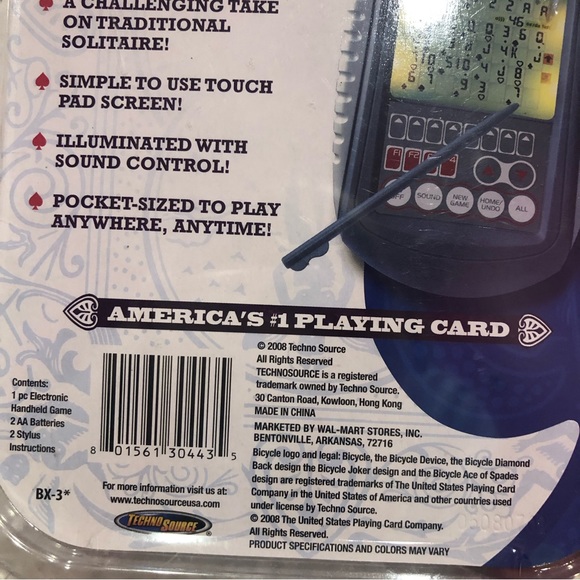 A CHALLENGING TAKE
ON TRADITIONAL
SOLITAIRE!
SIMPLE TO USE TOUCH
PAD SCREEN!
ILLUMINATED WITH
SOUND CONTROL!
POCKET-SIZED TO PLAY
ANYWHERE, ANYTIME!
SOUND
NEW
GAME
HOME/
UNDO
ALL
AMERICA'S #1 PLAYING CARD
© 2008 Techno Source
All Rights Reserved
TECHNOSOURCE is a registered
trademark owned by Techno Source.
30 Canton Road, Kowloon, Hong Kong
MADE IN CHINA
MARKETED BY WAL-MART STORES, INC.
BENTONVILLE, ARKANSAS, 72716
Bicycle logo and legal: Bicycle, the Bicycle Device, the Bicycle Diamond
Back design the Bicycle Joker design and the Bicycle Ace of Spades
design are registered trademarks of The United States Playing Card
Company in the United States of America and other countries used
under license by Techno Source.
© 2008 The United States Playing Card Company.
All Rights Reserved.
PRODUCT SPECIFICATIONS AND COLORS MAY VARY
Contents:
1 pc Electronic
Handheld Game
2 AA Batteries
2 Stylus
Instructions
BX-3*
8 01561 30443 5
For more information visit us at:
www.technosourceusa.com
TECHNO SOURCE